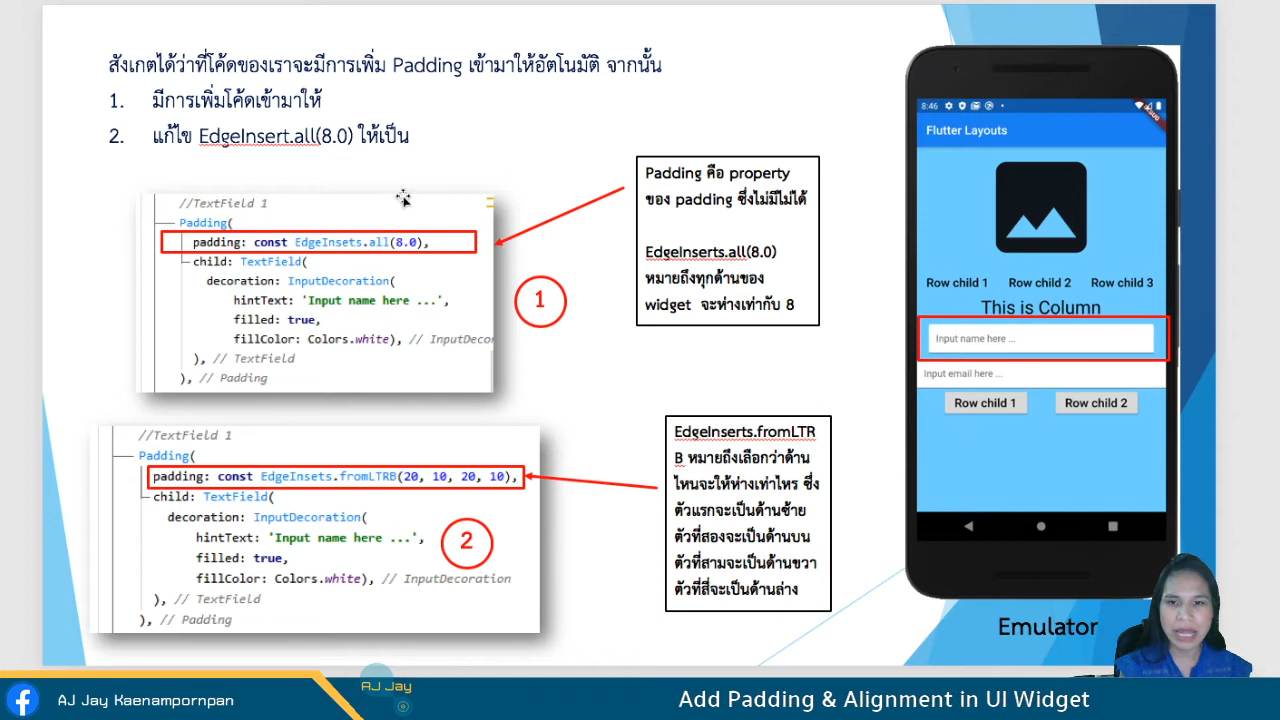 สังเกตได้ว่าที่โค้ดของเราจะมีการเพิ่ม Padding เข้ามาให้อัตโนมัติ จากนั้น
1. มีการเพิ่มโค้ดเข้ามาให้
2. แก้ไข EdgeInsert.all(8.0) ให้เป็น
//TextField 1
Padding(
padding: const EdgeInsets.all(8.0),
child: TextField(
decoration: InputDecoration(
hintText: 'Input name here ...',
filled: true,
fillColor: Colors.white), // InputDecor
), // TextField
), // Padding
1
Padding คือ property
ของ padding ซึ่งไม่มีไม่ได้
EdgeInserts.all(8.0)
หมายถึงทุกด้านของ
widget จะห่างเท่ากับ 8
//TextField 1
Padding(
padding: const EdgeInsets.fromLTRB(20, 10, 20, 10),
child: TextField(
decoration: InputDecoration(
hintText: 'Input name here ...',
filled: true,
fillColor: Colors.white), // InputDecoration
), // TextField
), // Padding
2
EdgeInserts.fromLTR
B หมายถึงเลือกว่าด้าน
ไหนจะให้ห่างเท่าไหร ซึ่ง
ตัวแรกจะเป็นด้านซ้าย
ตัวที่สองจะเป็นด้านบน
ตัวที่สามจะเป็นด้านขวา
ตัวที่สี่จะเป็นด้านล่าง
8:46
DEBUG
Flutter Layouts
Row child 1 Row child 2 Row child 3
This is Column
Input name here ...
Input email here ...
Row child 1 Row child 2
Emulator
AJ Jay Kaenampornpan
AJ Jay
Add Padding & Alignment in UI Widget